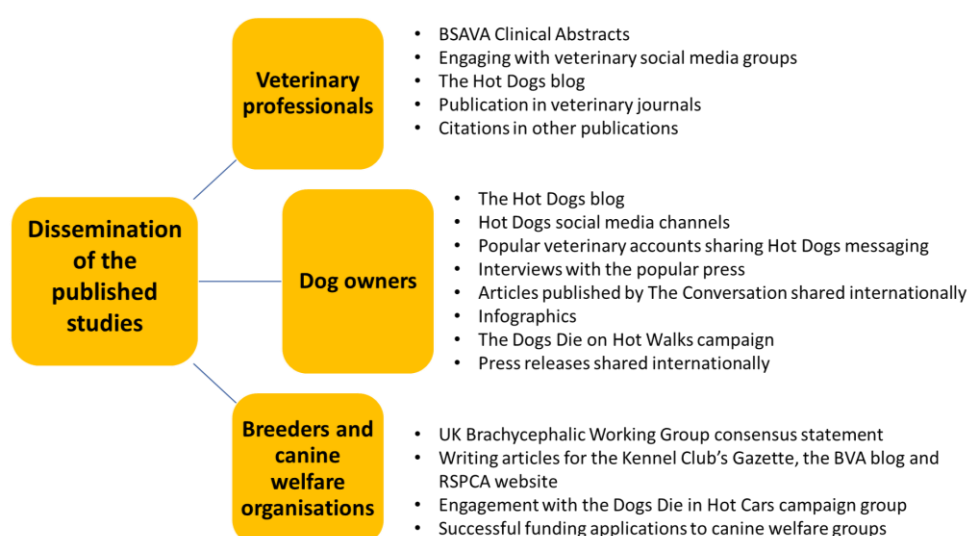 Dissemination
of the
published
studies
Veterinary
professionals
• BSAVA Clinical Abstracts
• Engaging with veterinary social media groups
• The Hot Dogs blog
• Publication in veterinary journals
• Citations in other publications
Dog owners
• The Hot Dogs blog
• Hot Dogs social media channels
• Popular veterinary accounts sharing Hot Dogs messaging
• Interviews with the popular press
• Articles published by The Conversation shared internationally
• Infographics
• The Dogs Die on Hot Walks campaign
• Press releases shared internationally
Breeders and
canine
welfare
organisations
• UK Brachycephalic Working Group consensus statement
• Writing articles for the Kennel Club's Gazette, the BVA blog and
RSPCA website
• Engagement with the Dogs Die in Hot Cars campaign group
• Successful funding applications to canine welfare groups